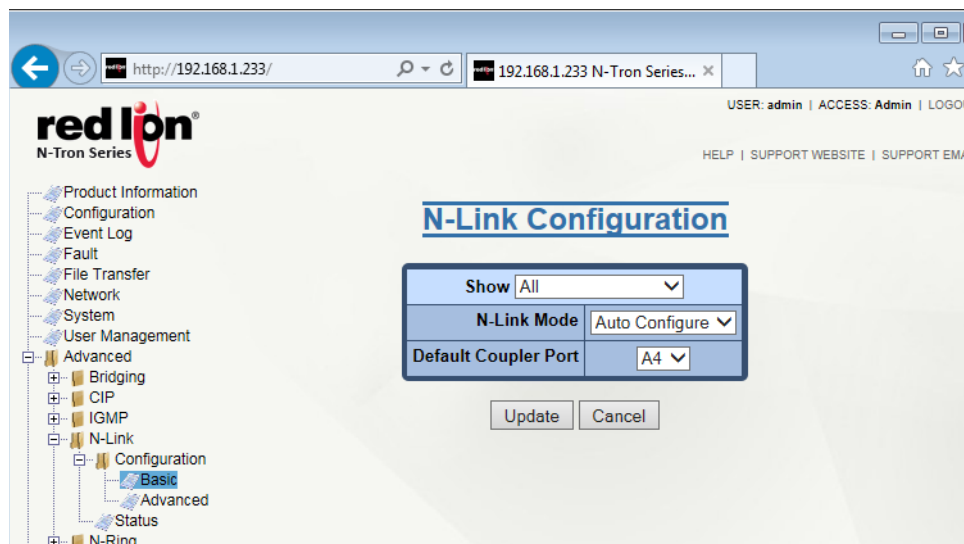 http://192.168.1.233/
192.168.1.233 N-Tron Series...
USER: admin | ACCESS: Admin |
red lion®
N-Tron Series
HELP | SUPPORT WEBSITE | SUPPORT
Product Information
Configuration
Event Log
Fault
File Transfer
Network
System
User Management
Advanced
Bridging
CIP
IGMP
N-Link
Configuration
Basic
Advanced
Status
N-Ring
N-Link Configuration
Show All
N-Link Mode Auto Configure
Default Coupler Port A4
Update Cancel